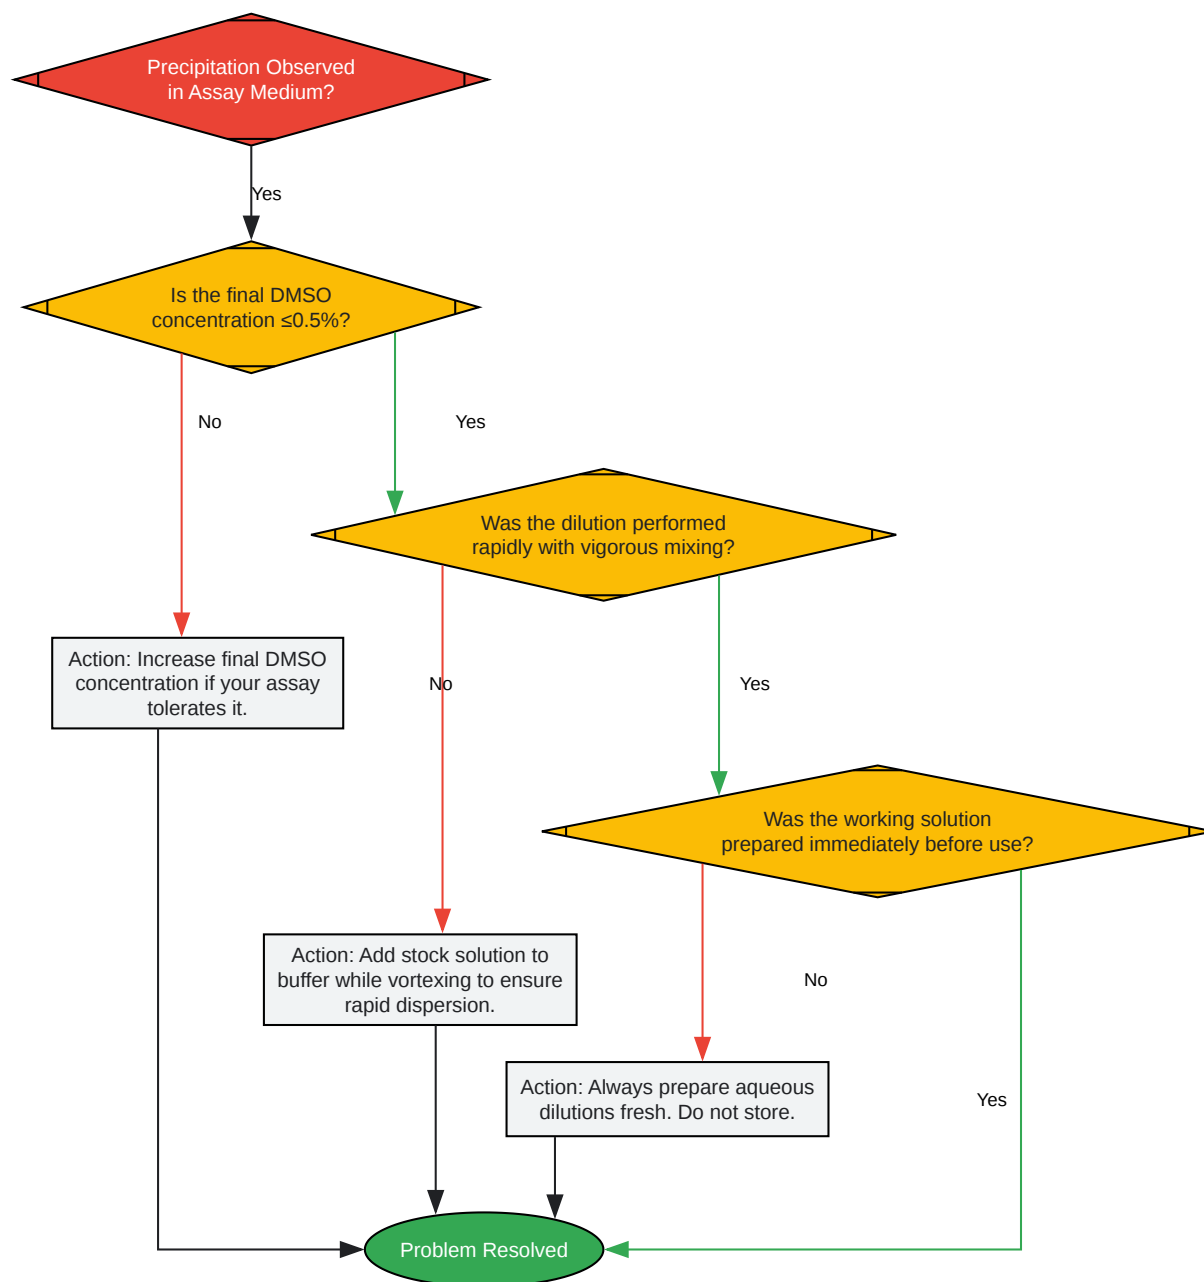 Precipitation Observed
in Assay Medium?
Yes
Is the final DMSO
concentration ≤0.5%?
No
Yes
Was the dilution performed
rapidly with vigorous mixing?
Action: Increase final DMSO
concentration if your assay
tolerates it.
No
Yes
Was the working solution
prepared immediately before use?
Action: Add stock solution to
buffer while vortexing to ensure
rapid dispersion.
No
Action: Always prepare aqueous
dilutions fresh. Do not store.
Yes
Problem Resolved